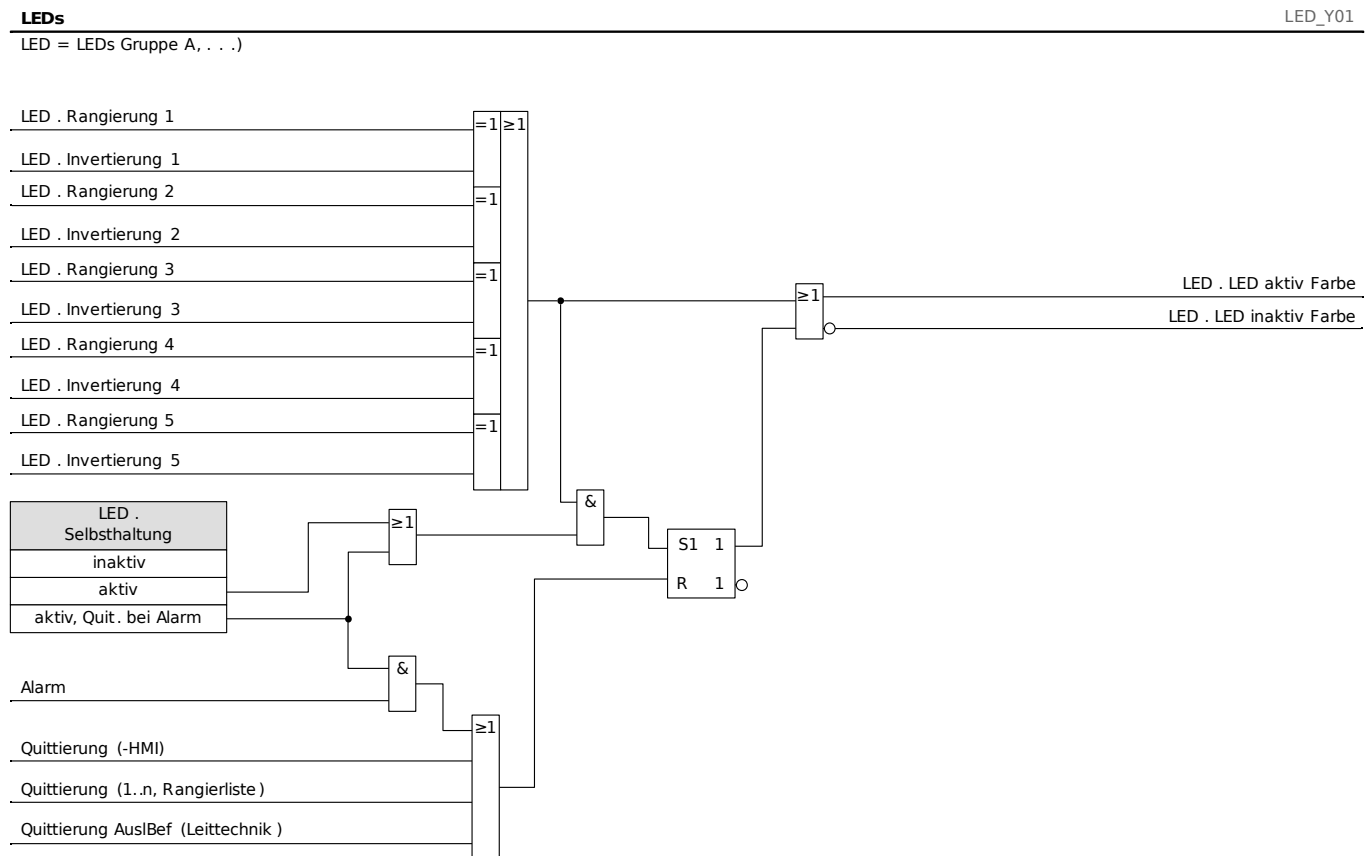 LEDs
LED_Y01
LED = LEDs Gruppe A, . . .)
LED . Rangierung 1
=1 ≥1
LED . Invertierung 1
LED . Rangierung 2
=1
LED . Invertierung 2
LED . Rangierung 3
=1
LED . Invertierung 3
LED . Rangierung 4
=1
LED . Invertierung 4
LED . Rangierung 5
=1
LED . Invertierung 5
≥1
LED . LED aktiv Farbe
LED . LED inaktiv Farbe
LED .
Selbsthaltung
inaktiv
aktiv
aktiv, Quit. bei Alarm
≥1
&
S1 1
R 1
&
Alarm
≥1
Quittierung (-HMI)
Quittierung (1..n, Rangierliste)
Quittierung AuslBef (Leittechnik)